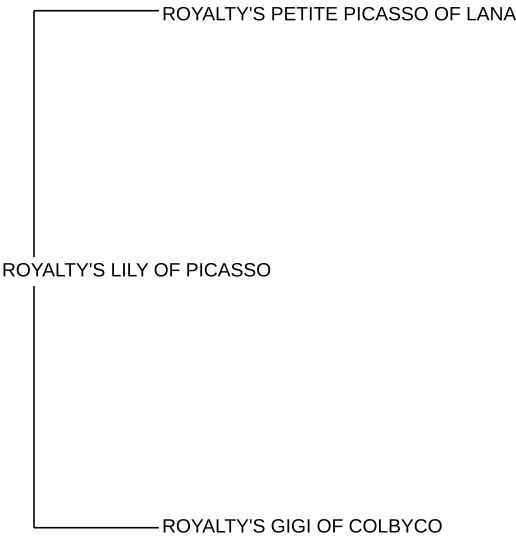 ROYALTY'S PETITE PICASSO OF LANA
ROYALTY'S LILY OF PICASSO
ROYALTY'S GIGI OF COLBYCO